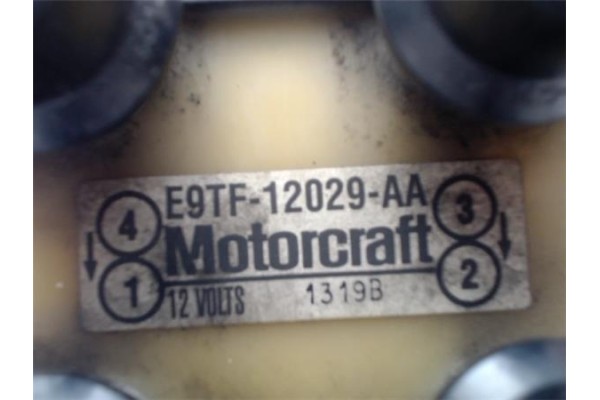 E9TF-12029-AA
4 Motorcraft 3
1 2
12 VOLTS 1319B